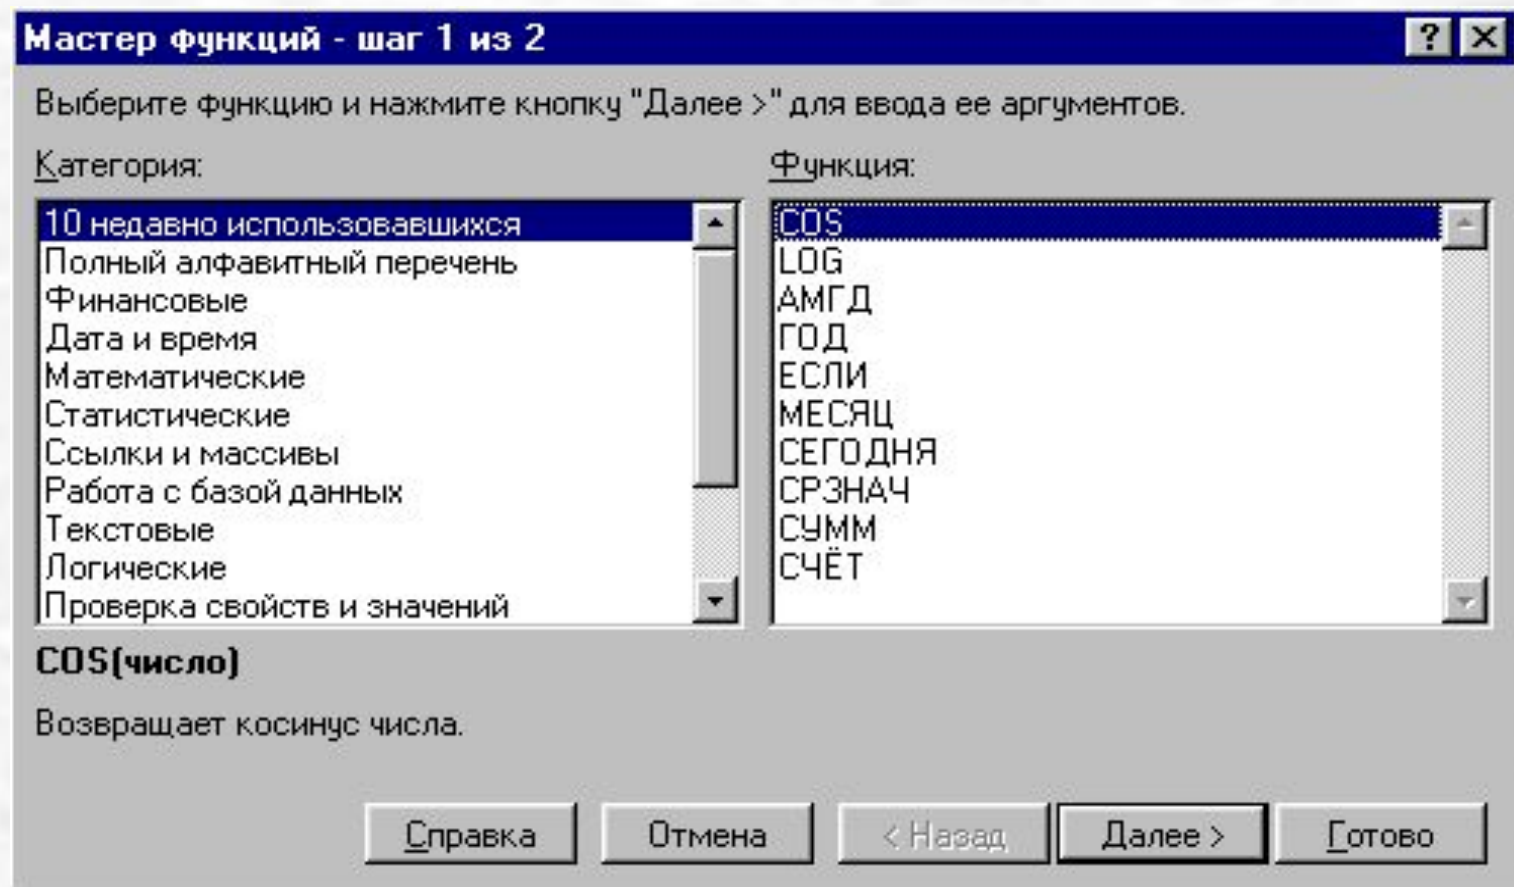 Мастер функций - шаг 1 из 2
Выберите функцию и нажмите кнопку "Далее >" для ввода ее аргументов.
Категория:
10 недавно использовавшихся
Полный алфавитный перечень
Финансовые
Дата и время
Математические
Статистические
Ссылки и массивы
Работа с базой данных
Текстовые
Логические
Проверка свойств и значений
Функция:
COS
LOG
АМГД
ГОД
ЕСЛИ
МЕСЯЦ
СЕГОДНЯ
СРЗНАЧ
СУММ
СЧЁТ
COS(число)
Возвращает косинус числа.
Справка
Отмена
< Назад
Далее >
Готово